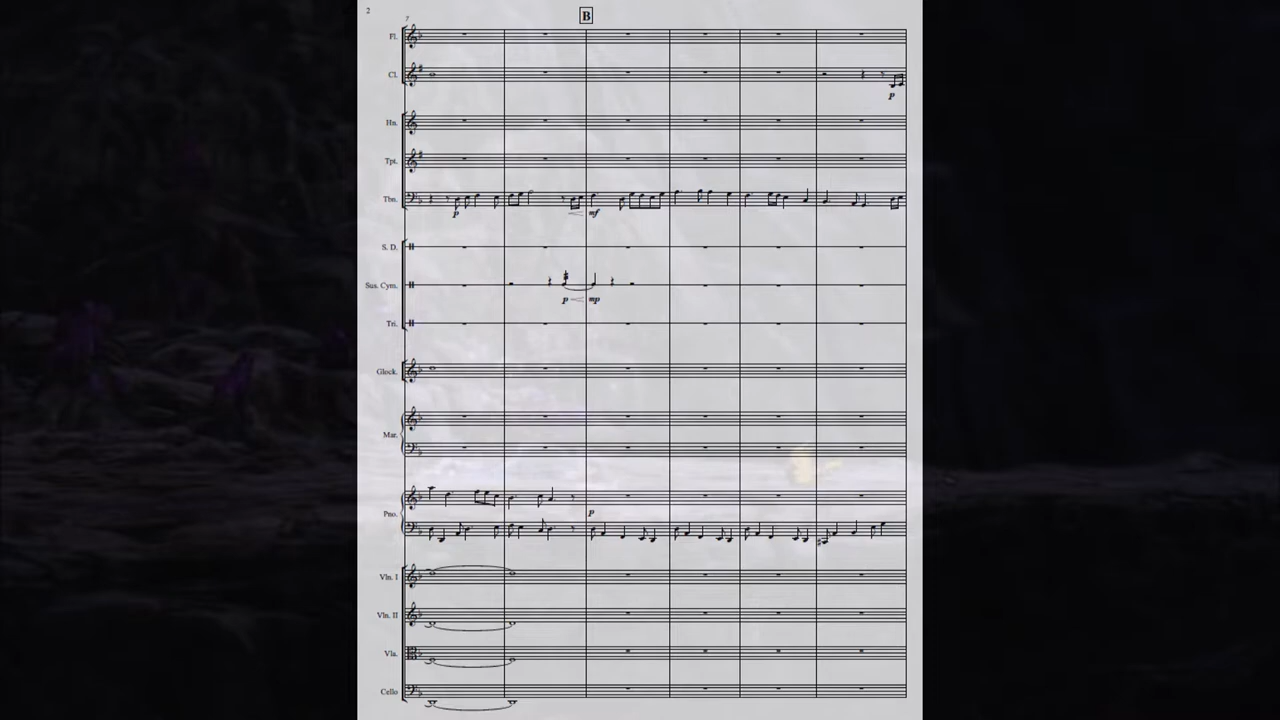 2
7
B
Fl.
Cl.
p
Hn.
Tpt.
Tbn.
p
mf
S. D.
Sus. Cym.
p
mp
Tri.
Glock.
Mar.
Pno.
p
Vln. I
Vln. II
Vla.
Cello